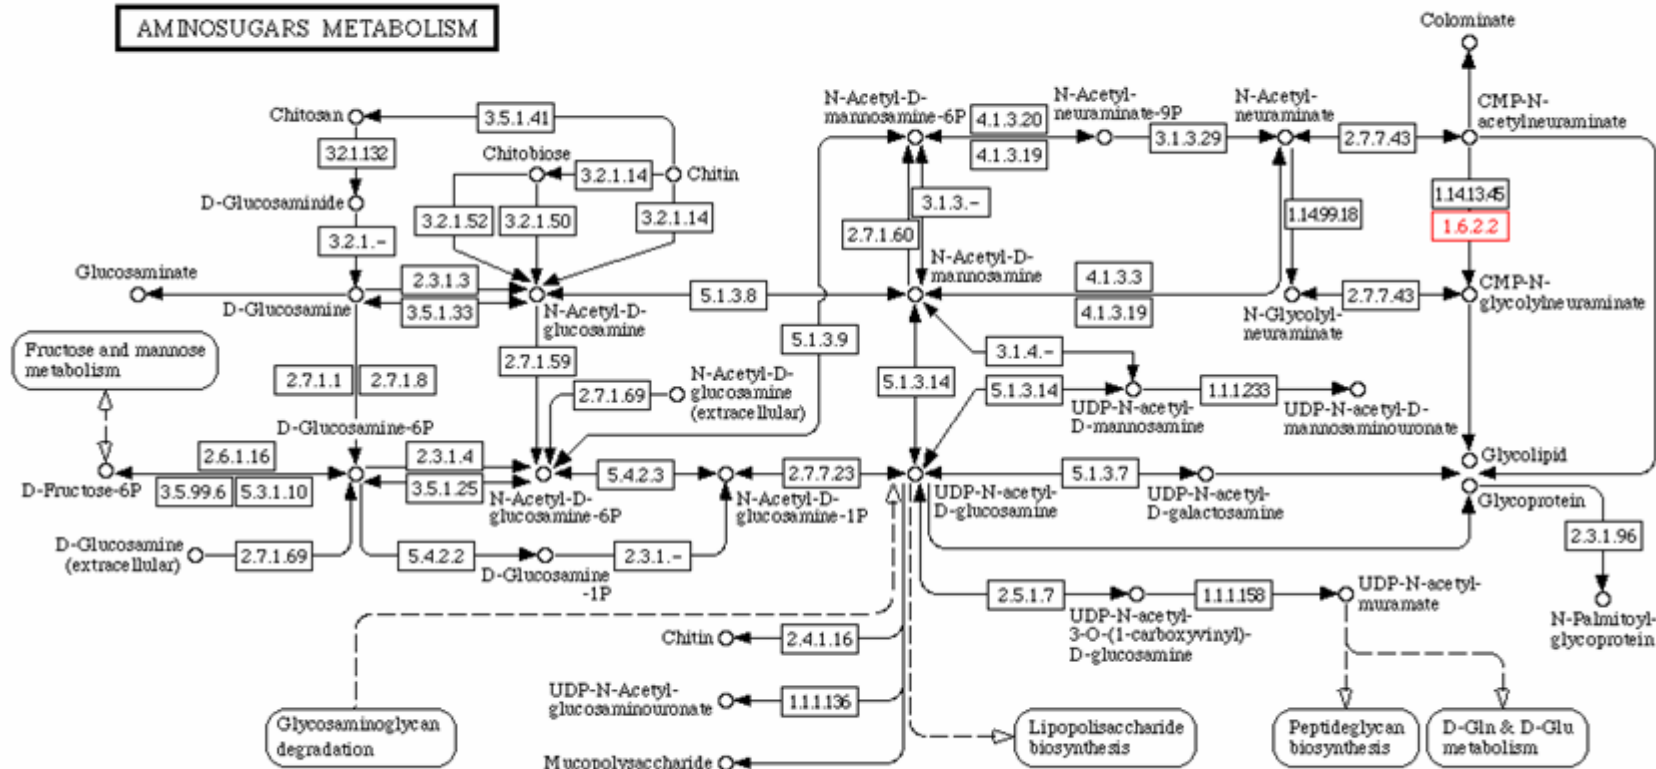 AMINOSUGARS METABOLISM
Colominate
Chitosan
3.5.1.41
N-Acetyl-D-
mannosamine-6P
4.1.3.20
4.1.3.19
N-Acetyl-
neuraminate-9P
3.1.3.29
N-Acetyl-
neuraminate
2.7.7.43
CMP-N-
acetylneuraminate
3.2.1.132
Chitobiose
3.2.1.14
Chitin
D-Glucosaminide
3.2.1.52
3.2.1.50
3.2.1.14
3.1.3.-
2.7.1.60
1.14.99.18
1.14.13.45
1.6.2.2
3.2.1.-
Glucosaminate
D-Glucosamine
2.3.1.3
3.5.1.33
N-Acetyl-D-
glucosamine
5.1.3.8
N-Acetyl-D-
mannosamine
4.1.3.3
4.1.3.19
N-Glycolyl-
neuraminate
2.7.7.43
CMP-N-
glycolylneuraminate
Fructose and mannose
metabolism
2.7.1.1
2.7.1.8
2.7.1.59
5.1.3.9
2.7.1.69
N-Acetyl-D-
glucosamine
(extracellular)
5.1.3.14
3.1.4.-
5.1.3.14
UDP-N-acetyl-
D-mannosamine
1.1.1.233
UDP-N-acetyl-D-
mannosaminouronate
D-Glucosamine-6P
D-Fructose-6P
2.6.1.16
3.5.99.6
5.3.1.10
2.3.1.4
3.5.1.25
N-Acetyl-D-
glucosamine-6P
5.4.2.3
N-Acetyl-D-
glucosamine-1P
2.7.7.23
UDP-N-acetyl-
D-glucosamine
5.1.3.7
UDP-N-acetyl-
D-galactosamine
Glycolipid
Glycoprotein
2.3.1.96
N-Palmitoyl-
glycoprotein
D-Glucosamine
(extracellular)
2.7.1.69
5.4.2.2
D-Glucosamine
-1P
2.3.1.-
2.5.1.7
UDP-N-acetyl-
3-O-(1-carboxyvinyl)-
D-glucosamine
1.1.1.158
UDP-N-acetyl-
muramate
Chitin
2.4.1.16
UDP-N-Acetyl-
glucosaminouronate
1.1.1.136
Mucopolysaccharide
Glycosaminoglycan
degradation
Lipopolisaccharide
biosynthesis
Peptideglycan
biosynthesis
D-Gln & D-Glu
metabolism